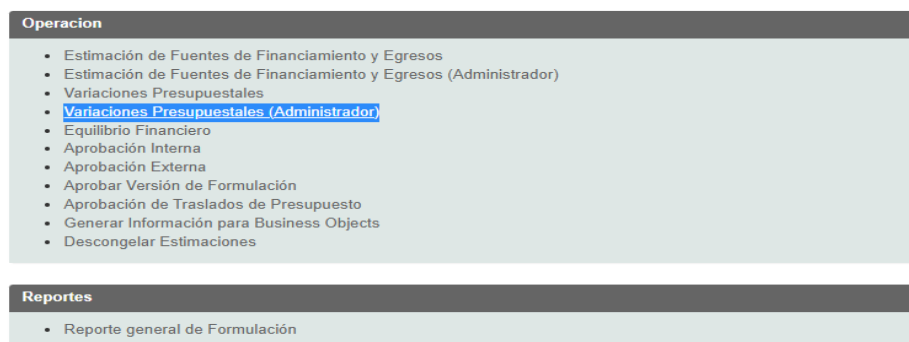 Operacion
Estimación de Fuentes de Financiamiento y Egresos
Estimación de Fuentes de Financiamiento y Egresos (Administrador)
Variaciones Presupuestales
Variaciones Presupuestales (Administrador)
Equilibrio Financiero
Aprobación Interna
Aprobación Externa
Aprobar Versión de Formulación
Aprobación de Traslados de Presupuesto
Generar Información para Business Objects
Descongelar Estimaciones
Reportes
Reporte general de Formulación